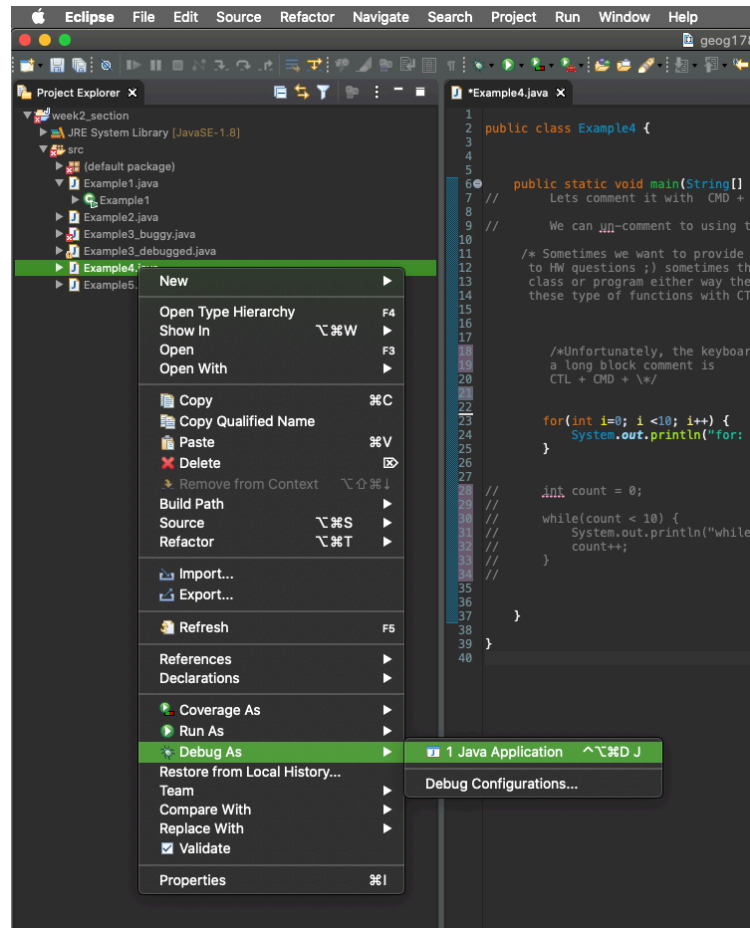 Eclipse File Edit Source Refactor Navigate Search Project Run Window Help
geog178
Project Explorer
*Example4.java
week2_section
JRE System Library [JavaSE-1.8]
src
(default package)
Example1.java
Example1
Example2.java
Example3_buggy.java
Example3_debugged.java
Example4.java
Example5.
New
Open Type Hierarchy F4
Show In ⌥⌘W
Open F3
Open With
Copy ⌘C
Copy Qualified Name
Paste ⌘V
Delete ⌦
Remove from Context ⌥⇧⌘↓
Build Path
Source ⌥⌘S
Refactor ⌥⌘T
Import...
Export...
Refresh F5
References
Declarations
Coverage As
Run As
Debug As
Restore from Local History...
Team
Compare With
Replace With
Validate
Properties ⌘I
1 Java Application ^⌥⌘D J
Debug Configurations...
1
2 public class Example4 {
3
4
5
6 public static void main(String[]
7 // Lets comment it with CMD +
8
9 // We can un-comment to using t
10
11 /* Sometimes we want to provide
12 to HW questions ;) sometimes th
13 class or program either way the
14 these type of functions with CT
15
16
17
18 /*Unfortunately, the keyboar
19 a long block comment is
20 CTL + CMD + \*/
21
22
23 for(int i=0; i <10; i++) {
24 System.out.println("for:
25 }
26
27
28 // int count = 0;
29 //
30 // while(count < 10) {
31 // System.out.println("while
32 // count++;
33 // }
34 //
35
36
37 }
38
39 }
40